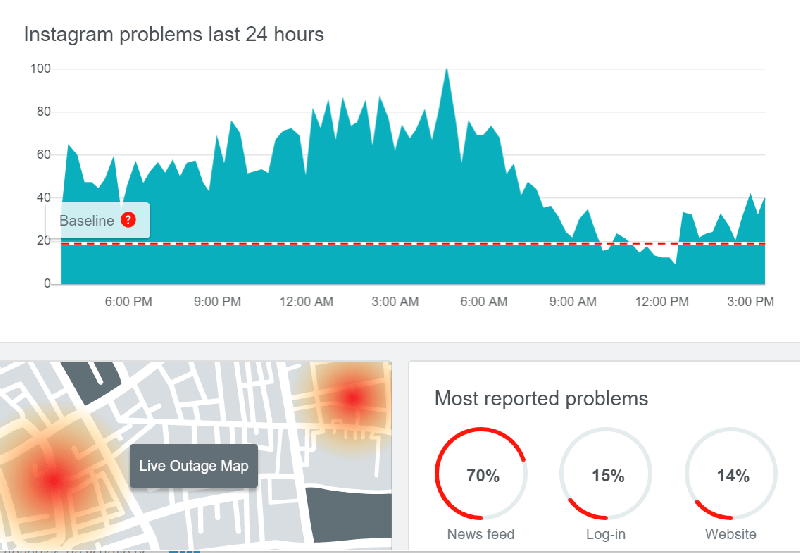 Instagram problems last 24 hours
100
80
60
40
Baseline ?
20
0
6:00 PM 9:00 PM 12:00 AM 3:00 AM 6:00 AM 9:00 AM 12:00 PM 3:00 PM
Live Outage Map
Most reported problems
70% 15% 14%
News feed Log-in Website